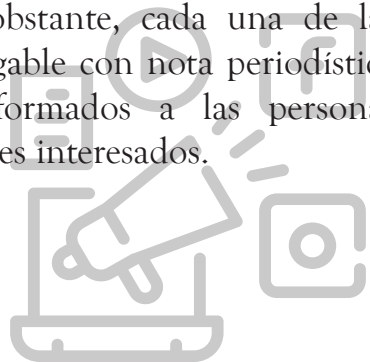 obstante, cada una de la
gable con nota periodístic
formados a las persona
es interesados.